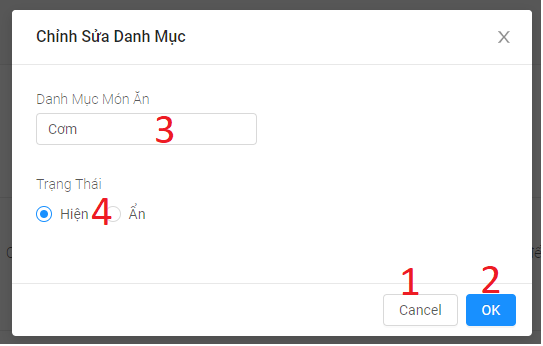 Chỉnh Sửa Danh Mục
Danh Mục Món Ăn
Cơm 3
Trạng Thái
Hiện 4 Ẩn
1 2
Cancel OK